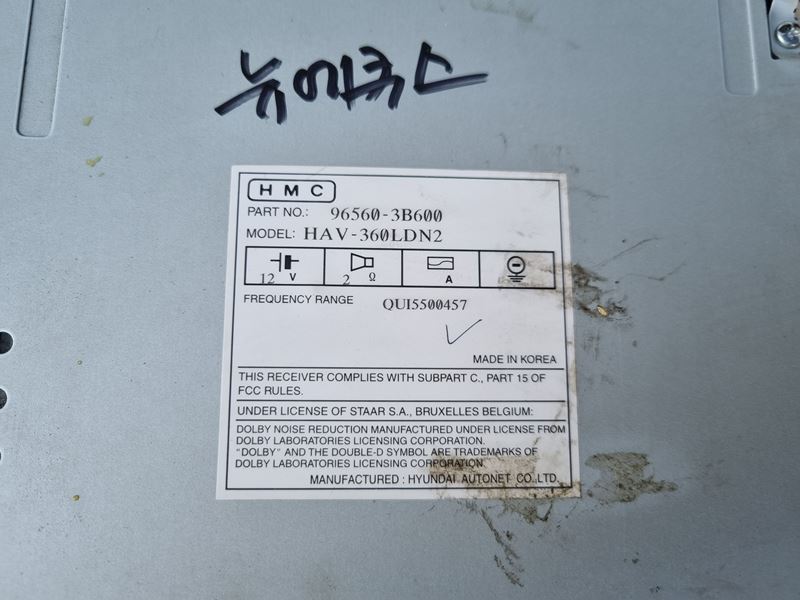 뉴에쿠스
HMC
PART NO.: 96560-3B600
MODEL: HAV-360LDN2
12 V 2 Ω A
FREQUENCY RANGE QUI5500457
MADE IN KOREA
THIS RECEIVER COMPLIES WITH SUBPART C., PART 15 OF
FCC RULES.
UNDER LICENSE OF STAAR S.A., BRUXELLES BELGIUM:
DOLBY NOISE REDUCTION MANUFACTURED UNDER LICENSE FROM
DOLBY LABORATORIES LICENSING CORPORATION.
"DOLBY" AND THE DOUBLE-D SYMBOL ARE TRADEMARKS OF
DOLBY LABORATORIES LICENSING CORPORATION.
MANUFACTURED : HYUNDAI AUTONET CO.,LTD.